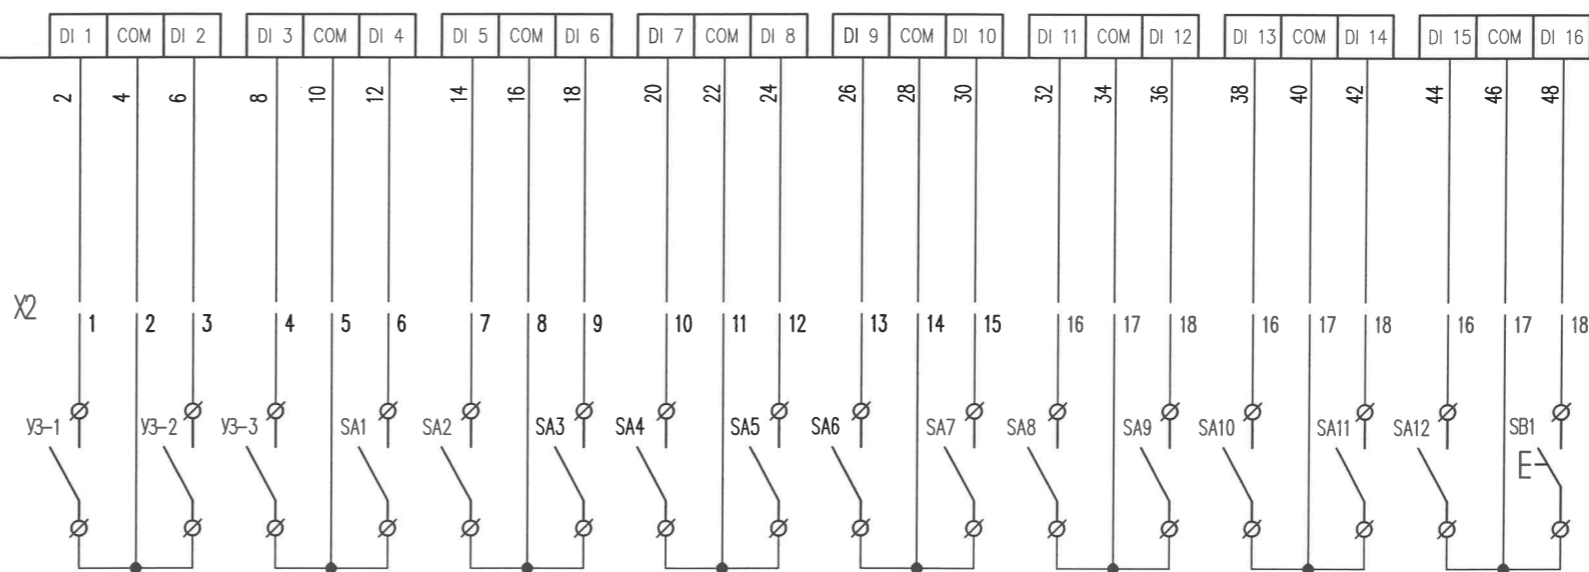 DI 1 COM DI 2 DI 3 COM DI 4 DI 5 COM DI 6 DI 7 COM DI 8 DI 9 COM DI 10 DI 11 COM DI 12 DI 13 COM DI 14 DI 15 COM DI 16
2 4 6 8 10 12 14 16 18 20 22 24 26 28 30 32 34 36 38 40 42 44 46 48
X2 1 2 3 4 5 6 7 8 9 10 11 12 13 14 15 16 17 18 16 17 18 16 17 18
УЗ-1 УЗ-2 УЗ-3 SA1 SA2 SA3 SA4 SA5 SA6 SA7 SA8 SA9 SA10 SA11 SA12 SB1